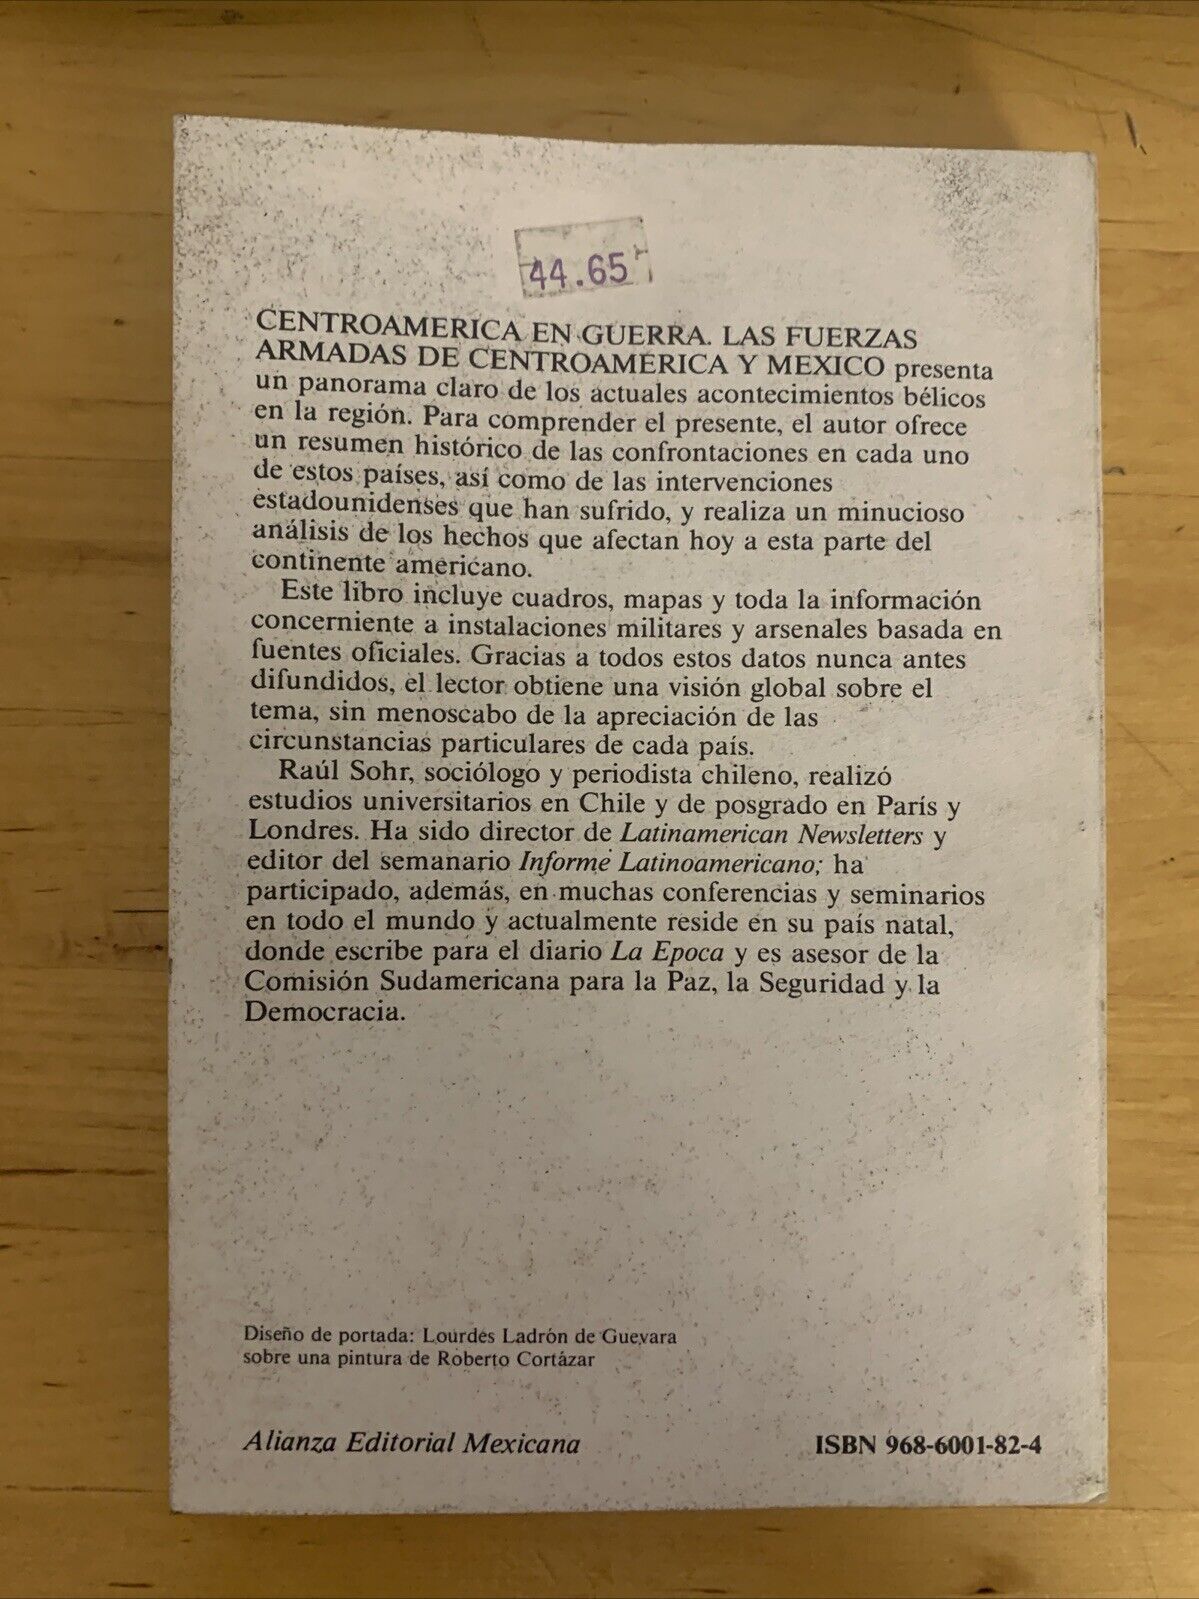 44.65
CENTROAMERICA EN GUERRA. LAS FUERZAS
ARMADAS DE CENTROAMÉRICA Y MEXICO presenta
un panorama claro de los actuales acontecimientos bélicos
en la región. Para comprender el presente, el autor ofrece
un resumen histórico de las confrontaciones en cada uno
de estos países, así como de las intervenciones
estadounidenses que han sufrido, y realiza un minucioso
análisis de los hechos que afectan hoy a esta parte del
continente americano.
Este libro incluye cuadros, mapas y toda la información
concerniente a instalaciones militares y arsenales basada en
fuentes oficiales. Gracias a todos estos datos nunca antes
difundidos, el lector obtiene una visión global sobre el
tema, sin menoscabo de la apreciación de las
circunstancias particulares de cada país.
Raúl Sohr, sociólogo y periodista chileno, realizó
estudios universitarios en Chile y de posgrado en París y
Londres. Ha sido director de Latinamerican Newsletters y
editor del semanario Informe Latinoamericano; ha
participado, además, en muchas conferencias y seminarios
en todo el mundo y actualmente reside en su país natal,
donde escribe para el diario La Epoca y es asesor de la
Comisión Sudamericana para la Paz, la Seguridad y la
Democracia.
Diseño de portada: Lourdes Ladrón de Guevara
sobre una pintura de Roberto Cortázar
Alianza Editorial Mexicana
ISBN 968-6001-82-4